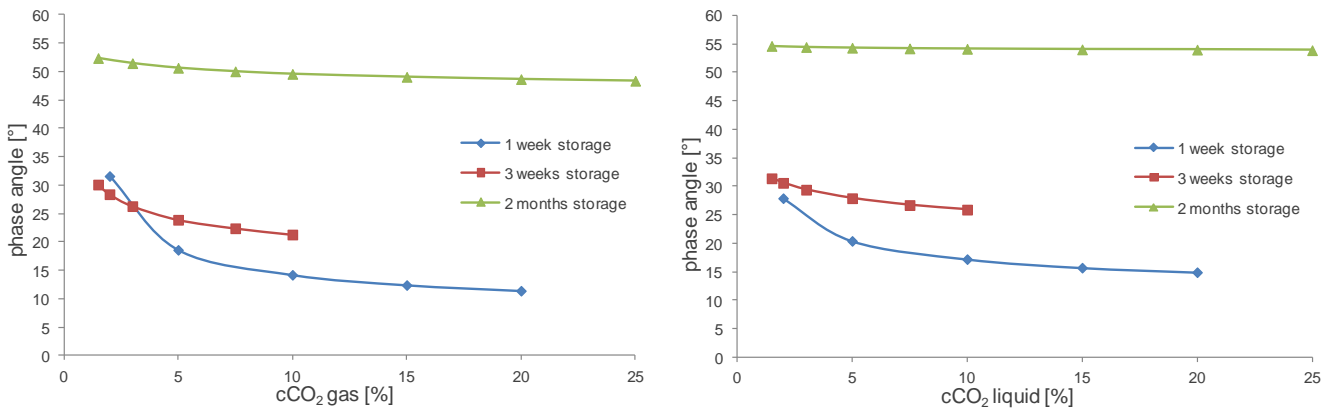 60
55
50
45
40
35
30
25
20
15
10
5
0
phase angle [°]
1 week storage
3 weeks storage
2 months storage
0 5 10 15 20 25
cCO₂ gas [%]
60
55
50
45
40
35
30
25
20
15
10
5
0
phase angle [°]
1 week storage
3 weeks storage
2 months storage
0 5 10 15 20 25
cCO₂ liquid [%]